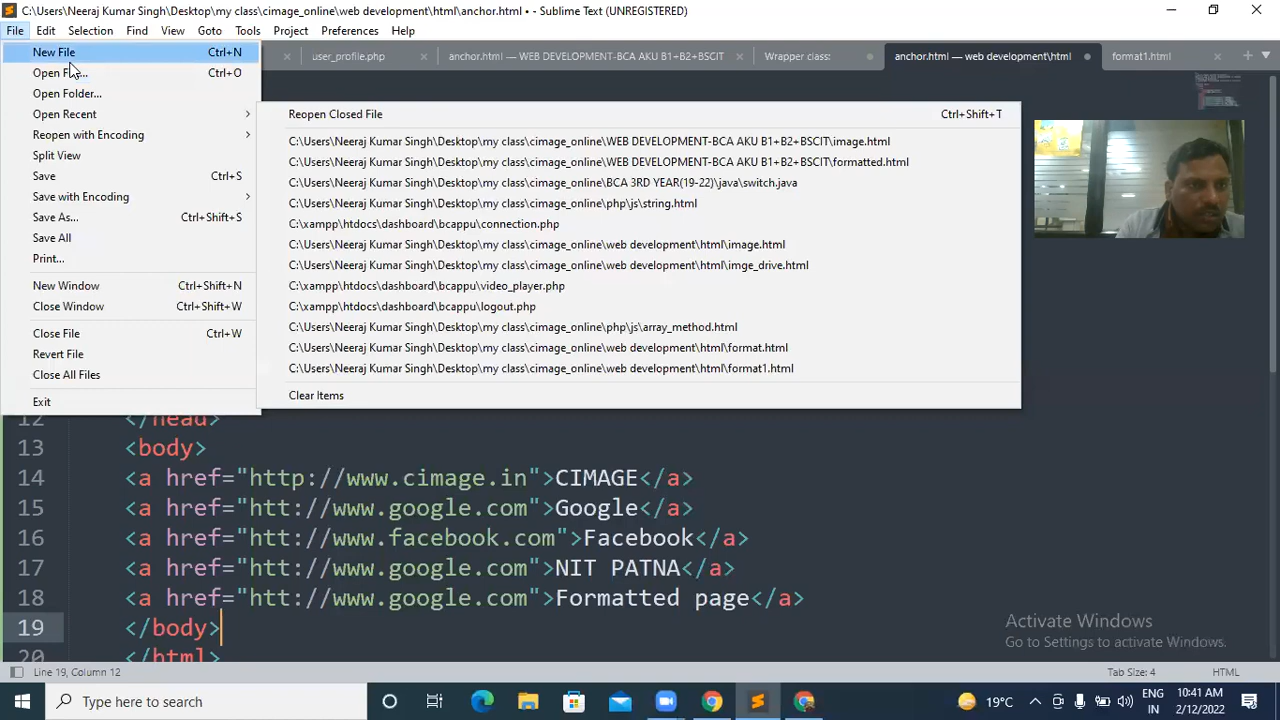 C:\Users\Neeraj Kumar Singh\Desktop\my class\cimage_online\web development\html\anchor.html • - Sublime Text (UNREGISTERED)
File Edit Selection Find View Goto Tools Project Preferences Help
user_profile.php anchor.html — WEB DEVELOPMENT-BCA AKU B1+B2+BSCIT Wrapper class: anchor.html — web development\html format1.html
New File Ctrl+N
Open F... Ctrl+O
Open Folder...
Open Recent
Reopen with Encoding
Split View
Save Ctrl+S
Save with Encoding
Save As... Ctrl+Shift+S
Save All
Print...
New Window Ctrl+Shift+N
Close Window Ctrl+Shift+W
Close File Ctrl+W
Revert File
Close All Files
Exit
Reopen Closed File Ctrl+Shift+T
C:\Users\Neeraj Kumar Singh\Desktop\my class\cimage_online\WEB DEVELOPMENT-BCA AKU B1+B2+BSCIT\image.html
C:\Users\Neeraj Kumar Singh\Desktop\my class\cimage_online\WEB DEVELOPMENT-BCA AKU B1+B2+BSCIT\formatted.html
C:\Users\Neeraj Kumar Singh\Desktop\my class\cimage_online\BCA 3RD YEAR(19-22)\java\switch.java
C:\Users\Neeraj Kumar Singh\Desktop\my class\cimage_online\php\js\string.html
C:\xampp\htdocs\dashboard\bcappu\connection.php
C:\Users\Neeraj Kumar Singh\Desktop\my class\cimage_online\web development\html\image.html
C:\Users\Neeraj Kumar Singh\Desktop\my class\cimage_online\web development\html\imge_drive.html
C:\xampp\htdocs\dashboard\bcappu\video_player.php
C:\xampp\htdocs\dashboard\bcappu\logout.php
C:\Users\Neeraj Kumar Singh\Desktop\my class\cimage_online\php\js\array_method.html
C:\Users\Neeraj Kumar Singh\Desktop\my class\cimage_online\web development\html\format.html
C:\Users\Neeraj Kumar Singh\Desktop\my class\cimage_online\web development\html\format1.html
Clear Items
12 </head>
13 <body>
14 <a href="http://www.cimage.in">CIMAGE</a>
15 <a href="htt://www.google.com">Google</a>
16 <a href="htt://www.facebook.com">Facebook</a>
17 <a href="htt://www.google.com">NIT PATNA</a>
18 <a href="htt://www.google.com">Formatted page</a>
19 </body>
20 </html>
Activate Windows
Go to Settings to activate Windows.
Line 19, Column 12 Tab Size: 4 HTML
Type here to search 19°C ENG IN 10:41 AM 2/12/2022